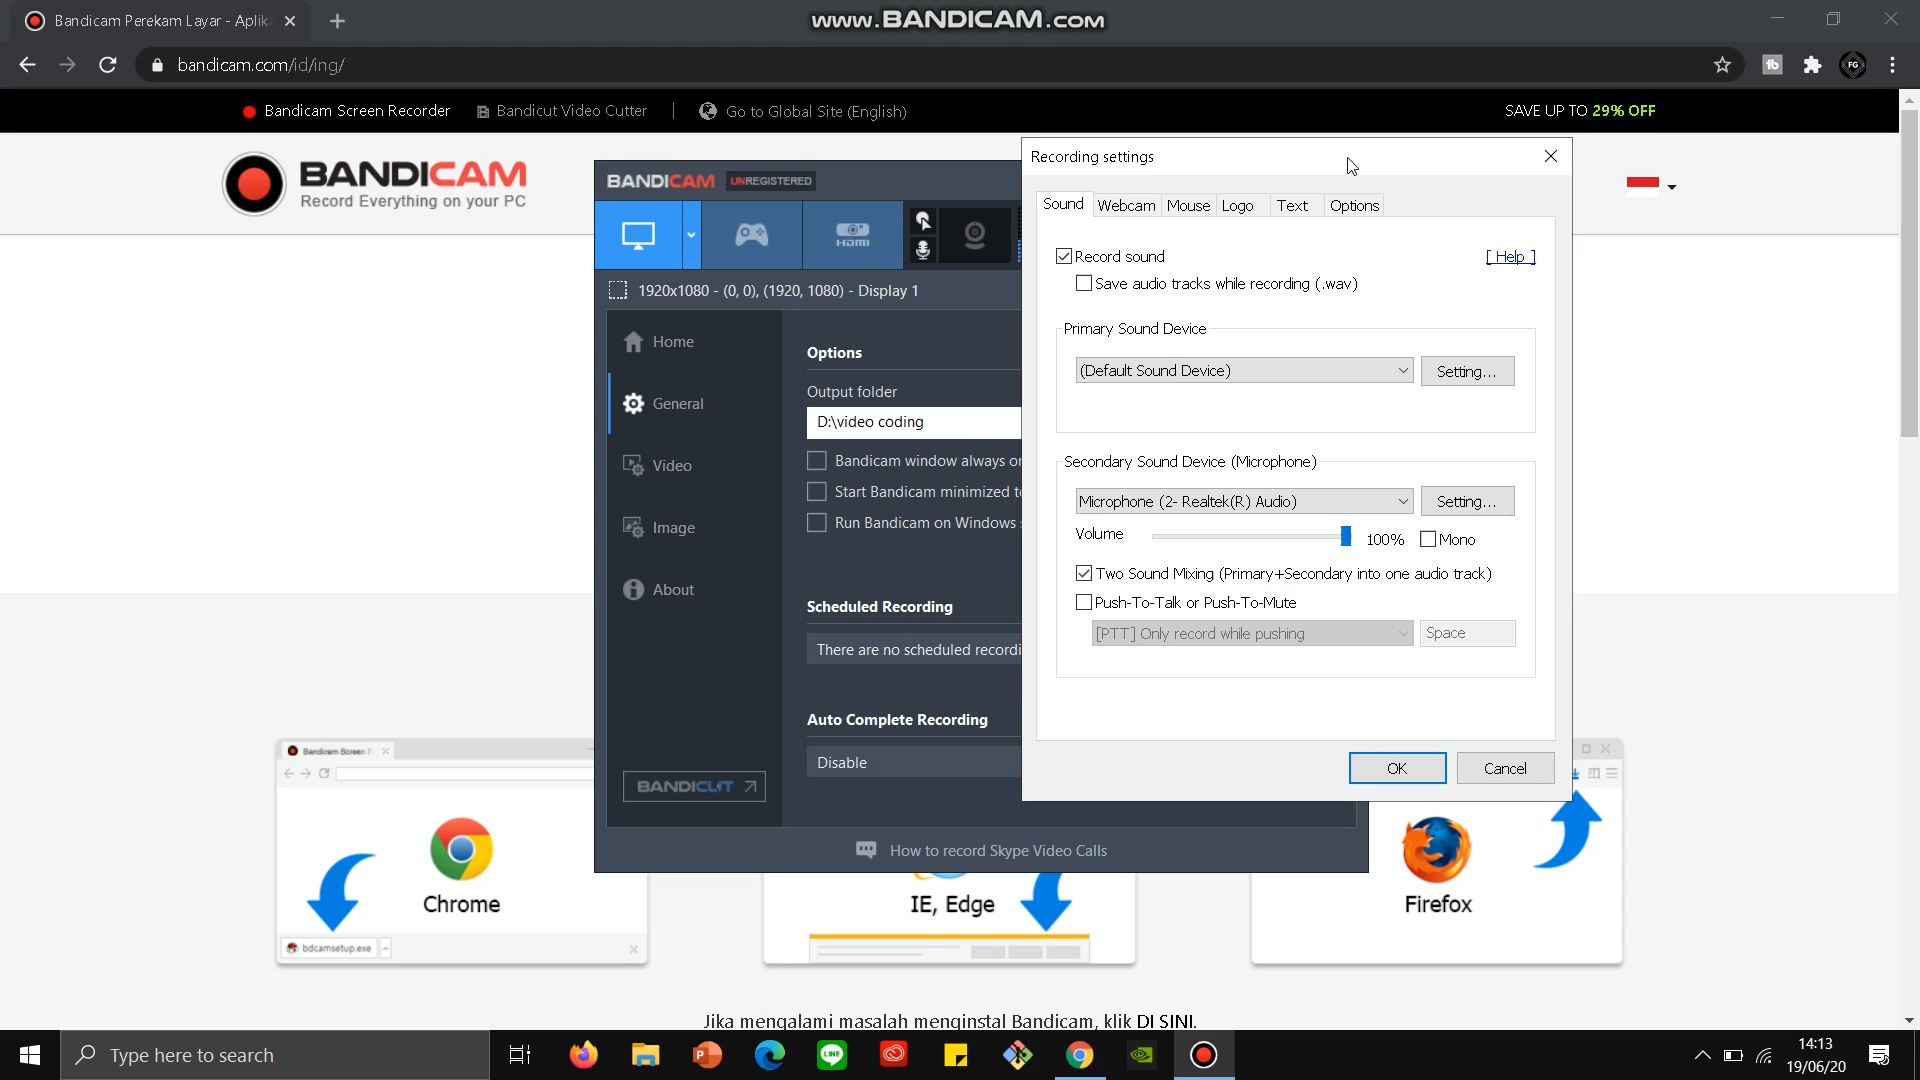 Bandicam Perekam Layar - Aplik
www.BANDICAM.com
bandicam.com/id/ing/
Bandicam Screen Recorder
Bandicut Video Cutter
Go to Global Site (English)
SAVE UP TO 29% OFF
BANDICAM
Record Everything on your PC
BANDICAM UNREGISTERED
HDMI
1920x1080 - (0, 0), (1920, 1080) - Display 1
Home
General
Video
Image
About
BANDICUT
Options
Output folder
D:\video coding
Bandicam window always
Start Bandicam minimized
Run Bandicam on Windows
Scheduled Recording
There are no scheduled recordi
Auto Complete Recording
Disable
How to record Skype Video Calls
Recording settings
Sound
Webcam
Mouse
Logo
Text
Options
Record sound
[ Help ]
Save audio tracks while recording (.wav)
Primary Sound Device
(Default Sound Device)
Setting...
Secondary Sound Device (Microphone)
Microphone (2- Realtek(R) Audio)
Setting...
Volume
100%
Mono
Two Sound Mixing (Primary+Secondary into one audio track)
Push-To-Talk or Push-To-Mute
[PTT] Only record while pushing
Space
OK
Cancel
Bandicam Screen R
Chrome
bdcamsetup.exe
IE, Edge
Firefox
Jika mengalami masalah menginstal Bandicam, klik DI SINI.
Type here to search
LINE
14:13
19/06/20